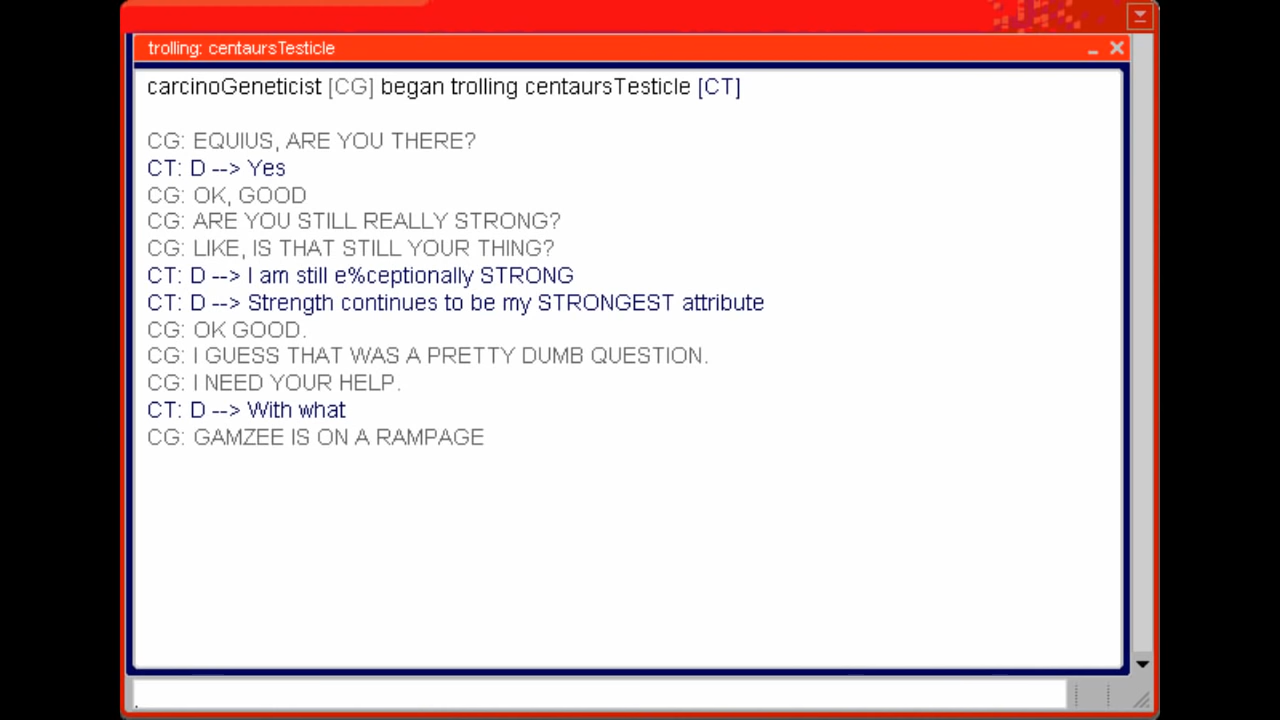 trolling: centaursTesticle
carcinoGeneticist [CG] began trolling centaursTesticle [CT]
CG: EQUIUS, ARE YOU THERE?
CT: D --> Yes
CG: OK, GOOD
CG: ARE YOU STILL REALLY STRONG?
CG: LIKE, IS THAT STILL YOUR THING?
CT: D --> I am still e%ceptionally STRONG
CT: D --> Strength continues to be my STRONGEST attribute
CG: OK GOOD.
CG: I GUESS THAT WAS A PRETTY DUMB QUESTION.
CG: I NEED YOUR HELP.
CT: D --> With what
CG: GAMZEE IS ON A RAMPAGE